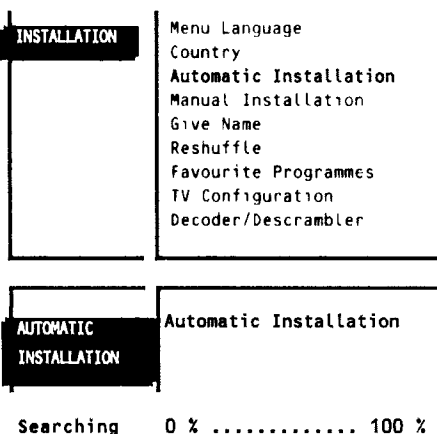 INSTALLATION
Menu Language
Country
Automatic Installation
Manual Installation
Give Name
Reshuffle
Favourite Programmes
TV Configuration
Decoder/Descrambler
AUTOMATIC
INSTALLATION
Automatic Installation
Searching 0 % ............. 100 %